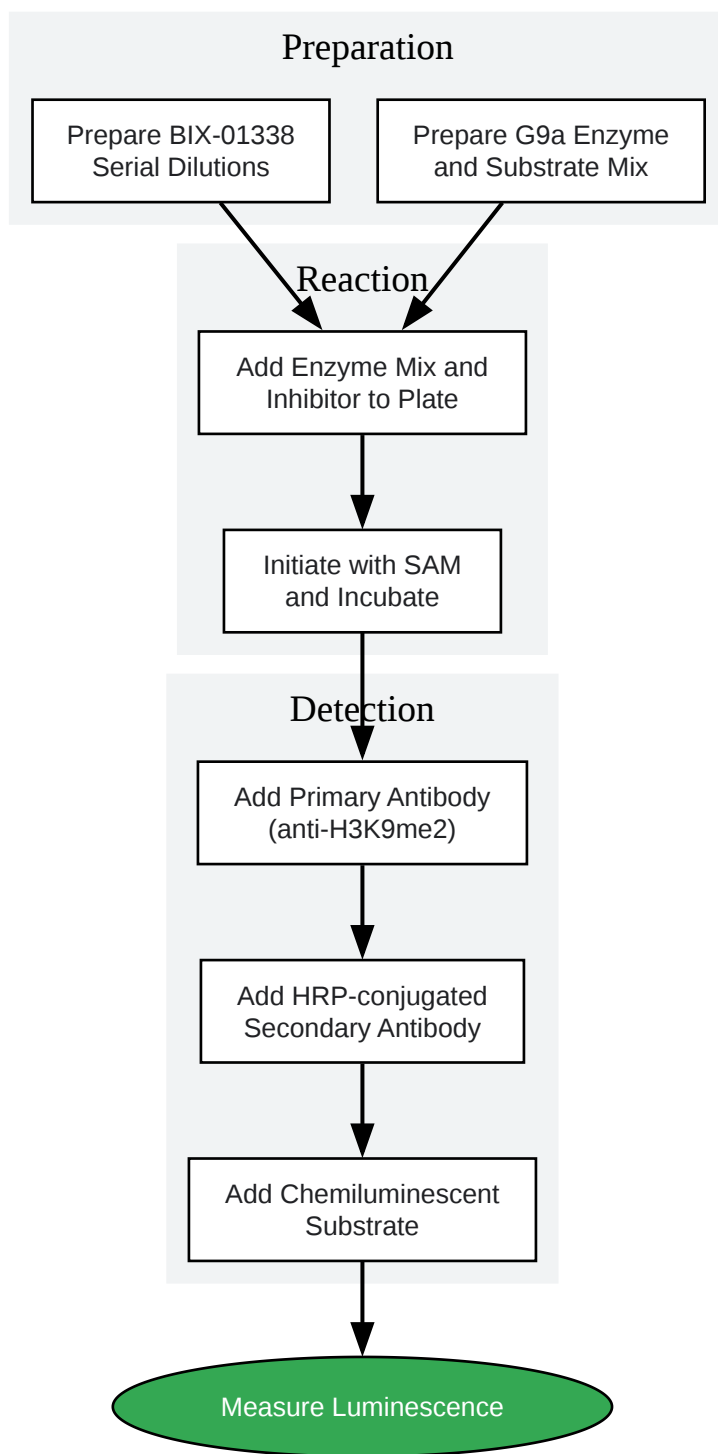 Preparation
Prepare BIX-01338
Serial Dilutions
Prepare G9a Enzyme
and Substrate Mix
Reaction
Add Enzyme Mix and
Inhibitor to Plate
Initiate with SAM
and Incubate
Detection
Add Primary Antibody
(anti-H3K9me2)
Add HRP-conjugated
Secondary Antibody
Add Chemiluminescent
Substrate
Measure Luminescence